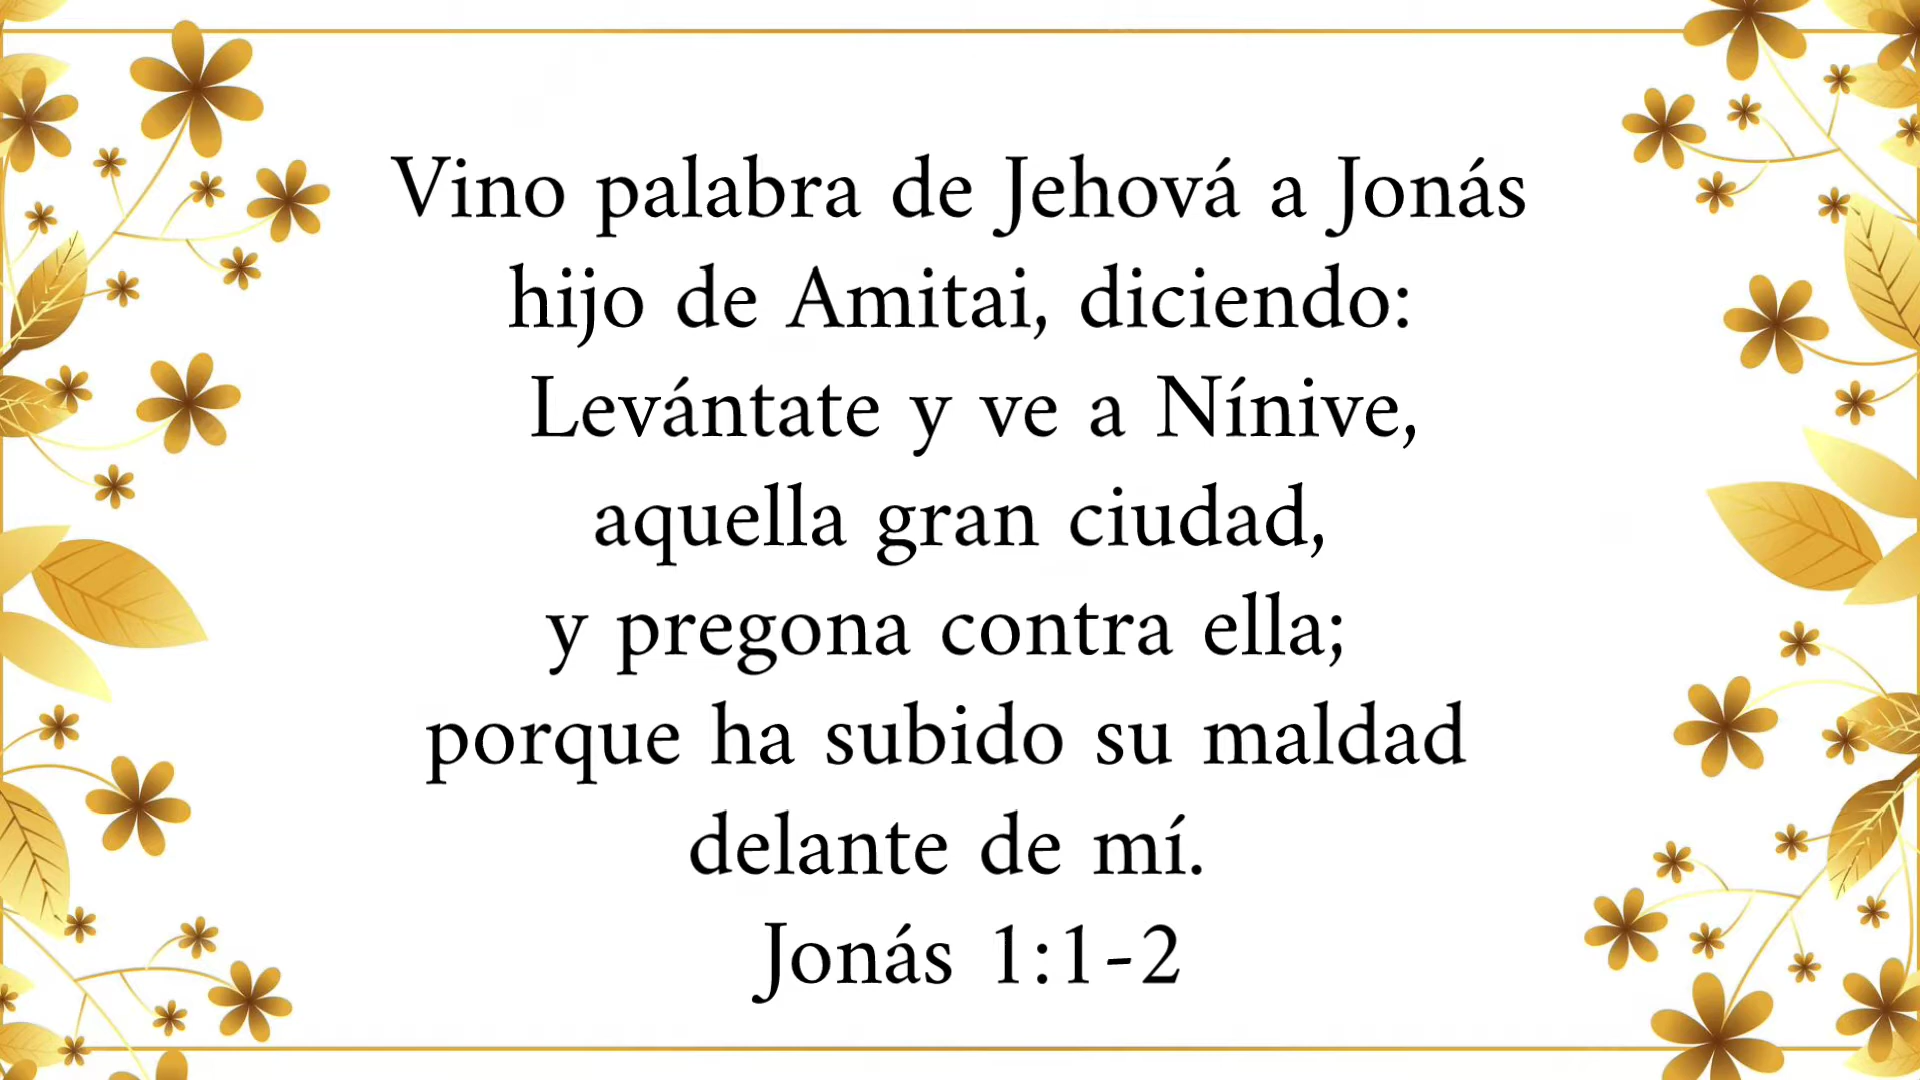 Vino palabra de Jehová a Jonás
hijo de Amitai, diciendo:
Levántate y ve a Nínive,
aquella gran ciudad,
y pregona contra ella;
porque ha subido su maldad
delante de mí.
Jonás 1:1-2